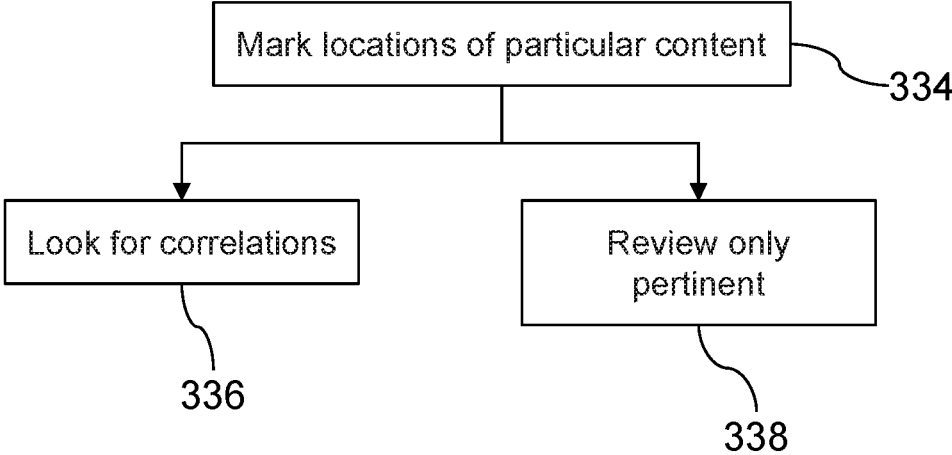 Mark locations of particular content
334
Look for correlations
Review only
pertinent
336
338